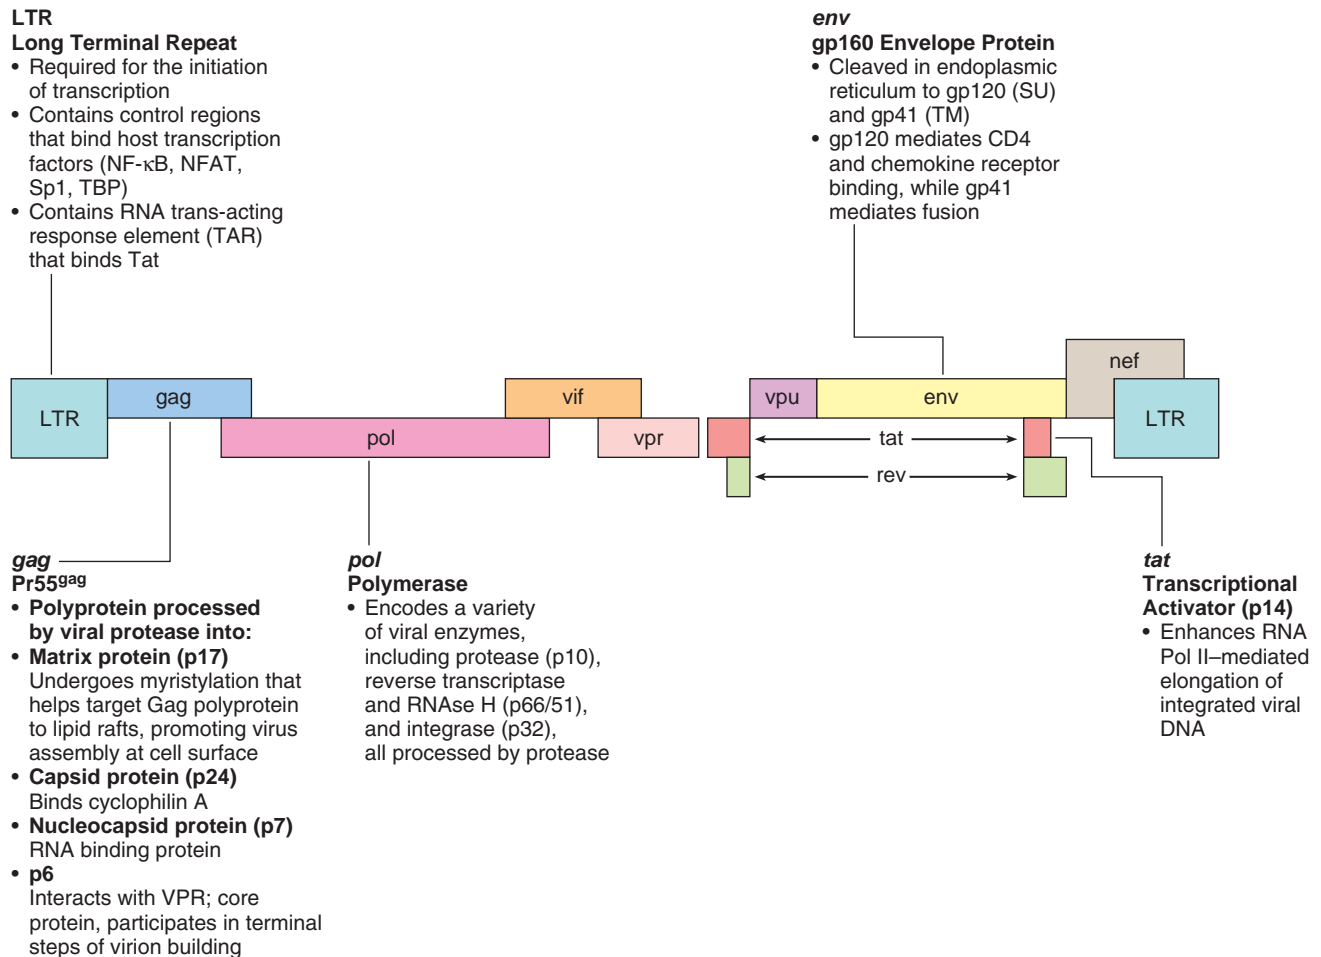 LTR
Long Terminal Repeat
• Required for the initiation
of transcription
• Contains control regions
that bind host transcription
factors (NF-κB, NFAT,
Sp1, TBP)
• Contains RNA trans-acting
response element (TAR)
that binds Tat
env
gp160 Envelope Protein
• Cleaved in endoplasmic
reticulum to gp120 (SU)
and gp41 (TM)
• gp120 mediates CD4
and chemokine receptor
binding, while gp41
mediates fusion
LTR
gag
pol
vif
vpr
vpu
env
tat
rev
nef
LTR
gag
Pr55gag
• Polyprotein processed
by viral protease into:
• Matrix protein (p17)
Undergoes myristylation that
helps target Gag polyprotein
to lipid rafts, promoting virus
assembly at cell surface
• Capsid protein (p24)
Binds cyclophilin A
• Nucleocapsid protein (p7)
RNA binding protein
• p6
Interacts with VPR; core
protein, participates in terminal
steps of virion building
pol
Polymerase
• Encodes a variety
of viral enzymes,
including protease (p10),
reverse transcriptase
and RNAse H (p66/51),
and integrase (p32),
all processed by protease
tat
Transcriptional
Activator (p14)
• Enhances RNA
Pol II–mediated
elongation of
integrated viral
DNA